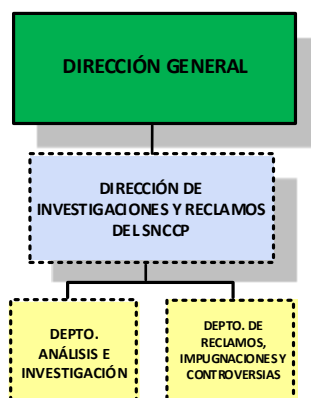 DIRECCIÓN GENERAL
DIRECCIÓN DE
INVESTIGACIONES Y RECLAMOS
DEL SNCCP
DEPTO.
ANÁLISIS E
INVESTIGACIÓN
DEPTO. DE
RECLAMOS,
IMPUGNACIONES Y
CONTROVERSIAS